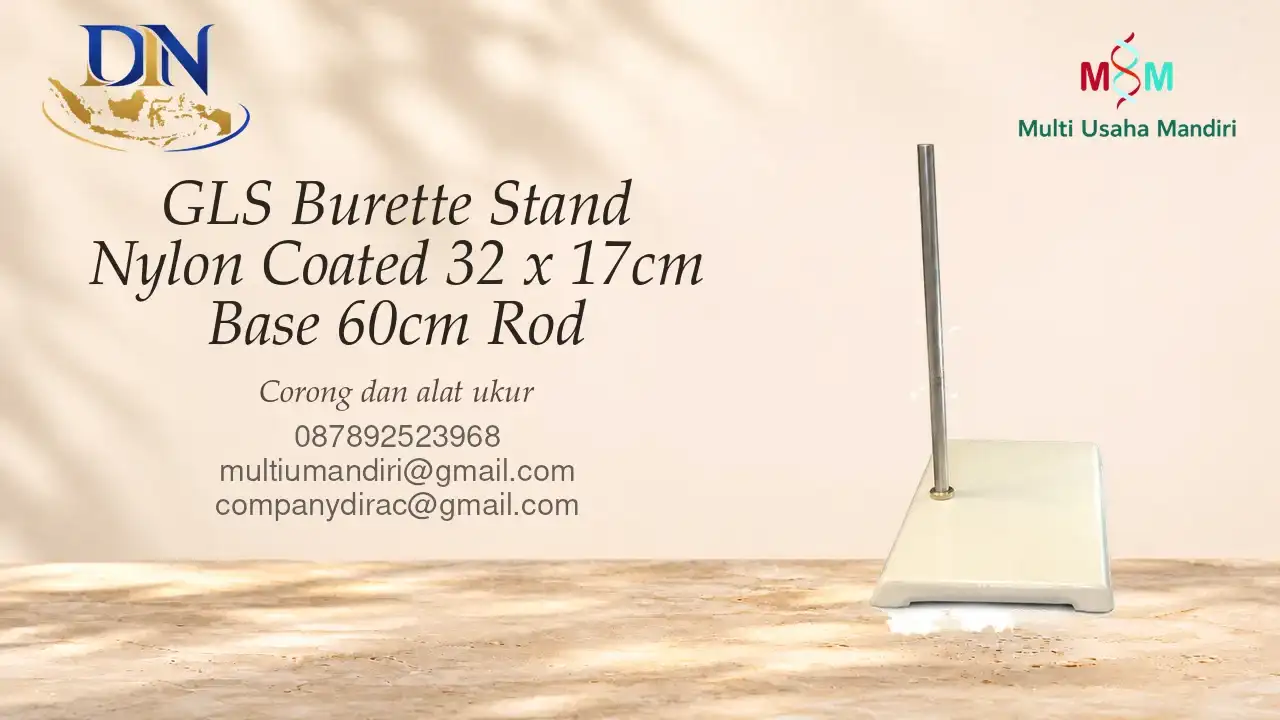 DN
MSM
Multi Usaha Mandiri
GLS Burette Stand
Nylon Coated 32 x 17cm
Base 60cm Rod
Corong dan alat ukur
087892523968
multiumandiri@gmail.com
companydirac@gmail.com